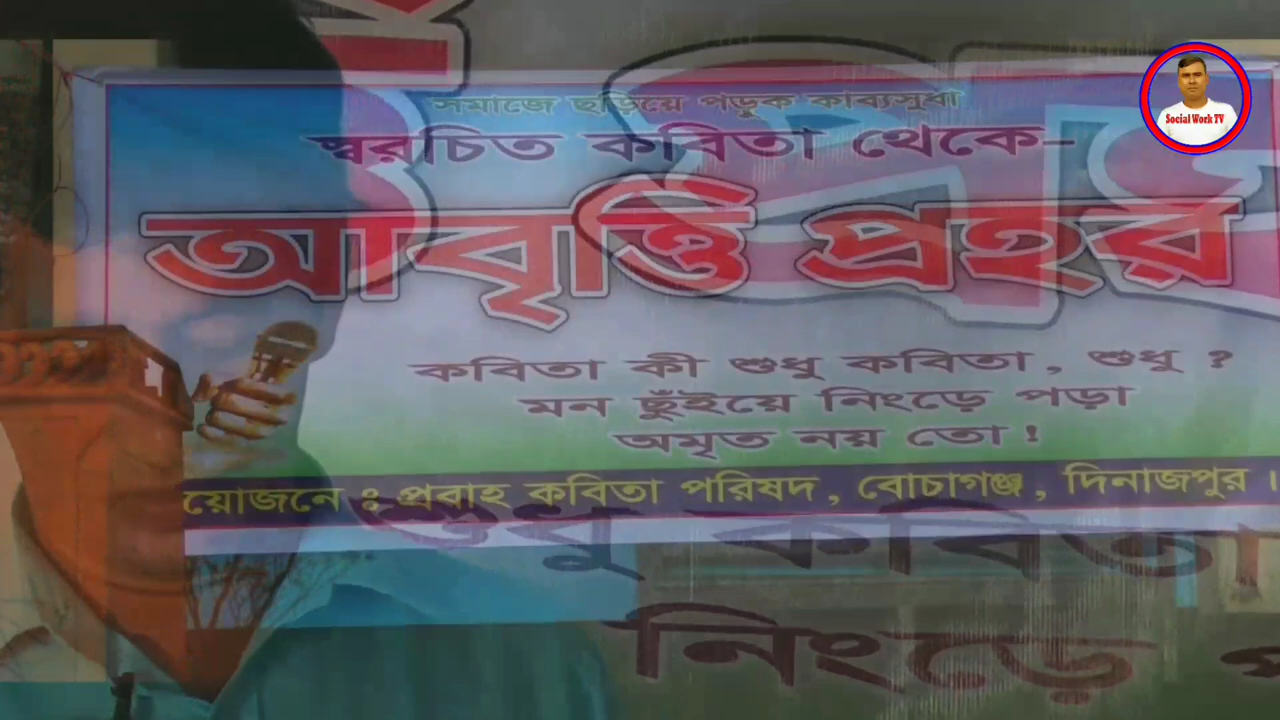 সমাজে ছড়িয়ে পড়ুক কাব্যসুধা
স্বরচিত কবিতা থেকে-
আবৃত্তি প্রহর
কবিতা কী শুধু কবিতা, শুধু ?
মন ছুঁইয়ে নিংড়ে পড়া
অমৃত নয় তো!
য়োজনে ঃ প্রবাহ কবিতা পরিষদ, বোচাগঞ্জ, দিনাজপুর।
Social Work TV
শুধু কবিতা
নিংড়ে প